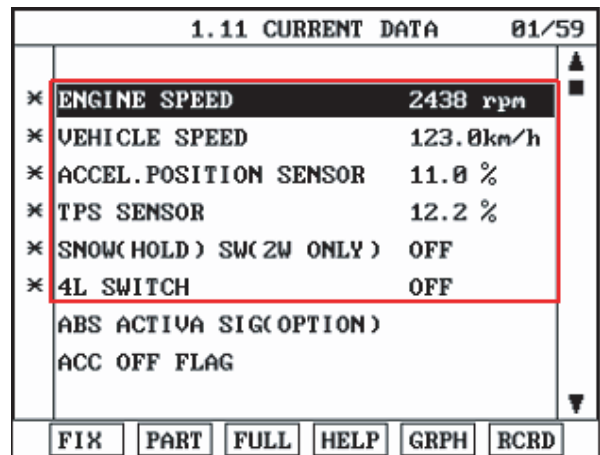 1.11 CURRENT DATA 01/59
* ENGINE SPEED 2438 rpm
* VEHICLE SPEED 123.0km/h
* ACCEL.POSITION SENSOR 11.0 %
* TPS SENSOR 12.2 %
* SNOW(HOLD) SW(2W ONLY) OFF
* 4L SWITCH OFF
ABS ACTIVA SIG(OPTION)
ACC OFF FLAG
FIX PART FULL HELP GRPH RCRD